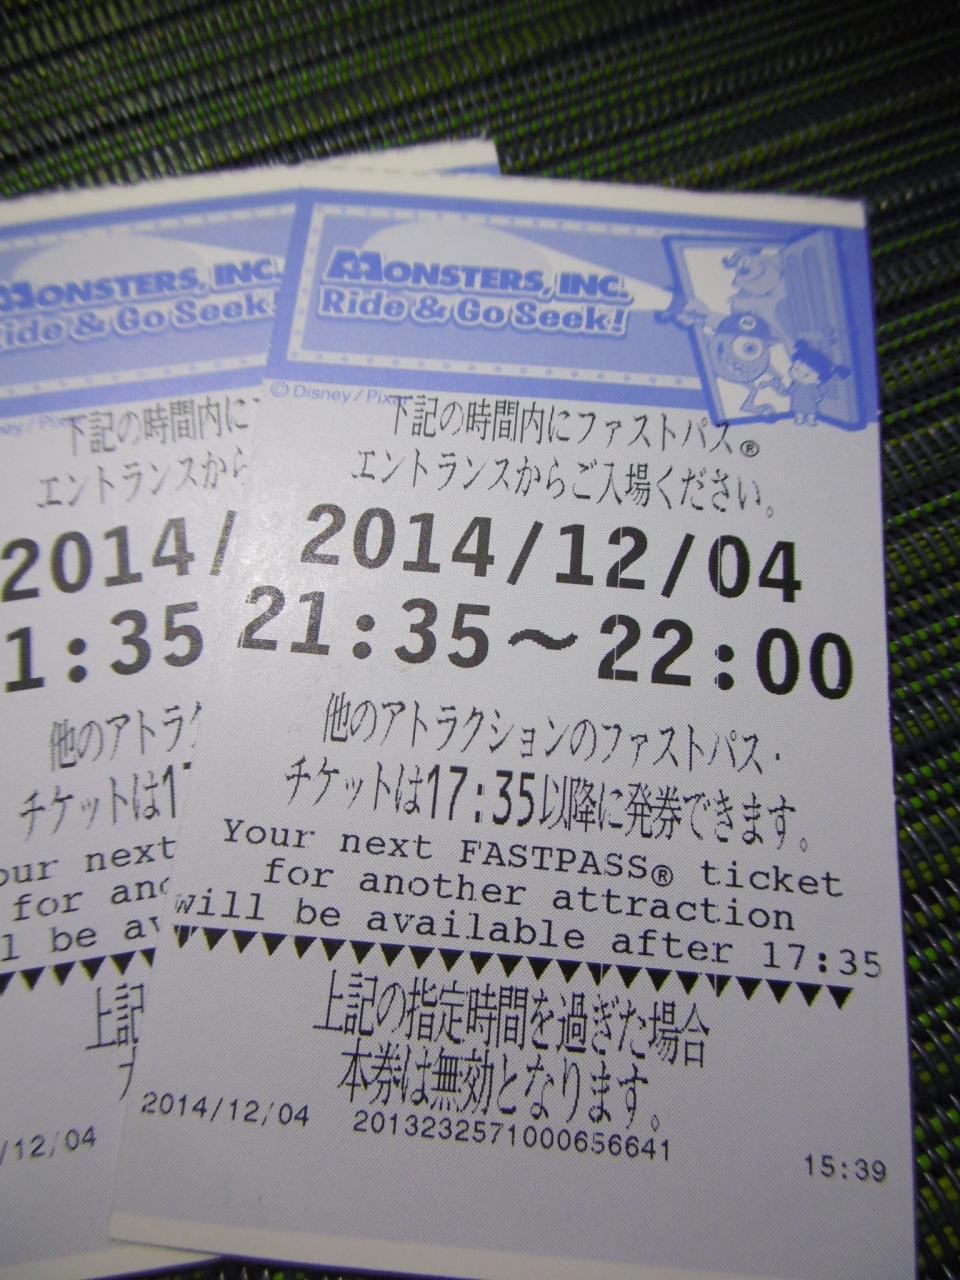 MONSTERS, INC.
Ride & Go Seek!
© Disney / Pixar
下記の時間内にファストパス®
エントランスからご入場ください。
2014/12/04
21:35～22:00
他のアトラクションのファストパス・
チケットは17:35以降に発券できます。
Your next FASTPASS® ticket
for another attraction
will be available after 17:35
上記の指定時間を過ぎた場合
本券は無効となります。
2014/12/04 2013232571000656641 15:39
MONSTERS, INC.
Ride & Go Seek!
下記の時間内に
エントランスから
2014/
1:35
他のアトラク
チケットは1
our next
for
l be
上記
/12/04